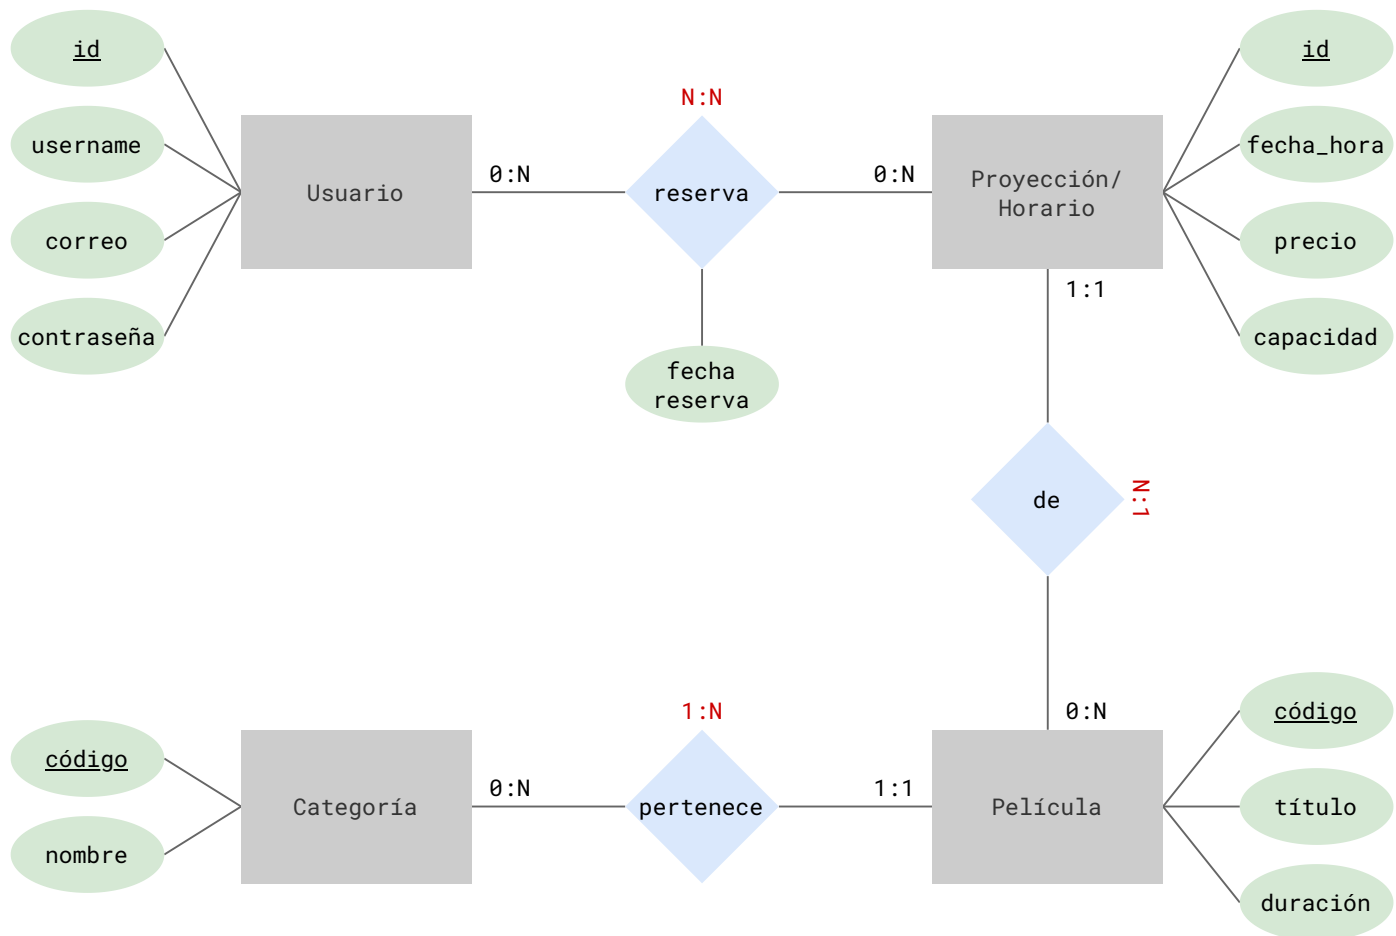 id
username
correo
contraseña
Usuario
0:N
N:N
reserva
fecha
reserva
0:N
Proyección/
Horario
id
fecha_hora
precio
capacidad
1:1
de
N:1
0:N
código
nombre
Categoría
0:N
1:N
pertenece
1:1
Película
código
título
duración